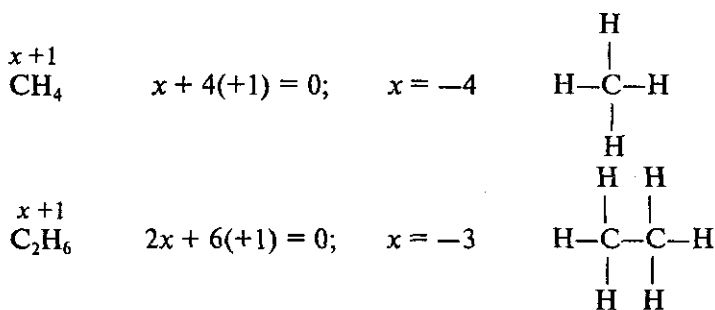 x +1
CH₄ x + 4(+1) = 0; x = —4
H
H—C—H
H
x +1
C₂H₆ 2x + 6(+1) = 0; x = —3
H H
H—C—C—H
H H